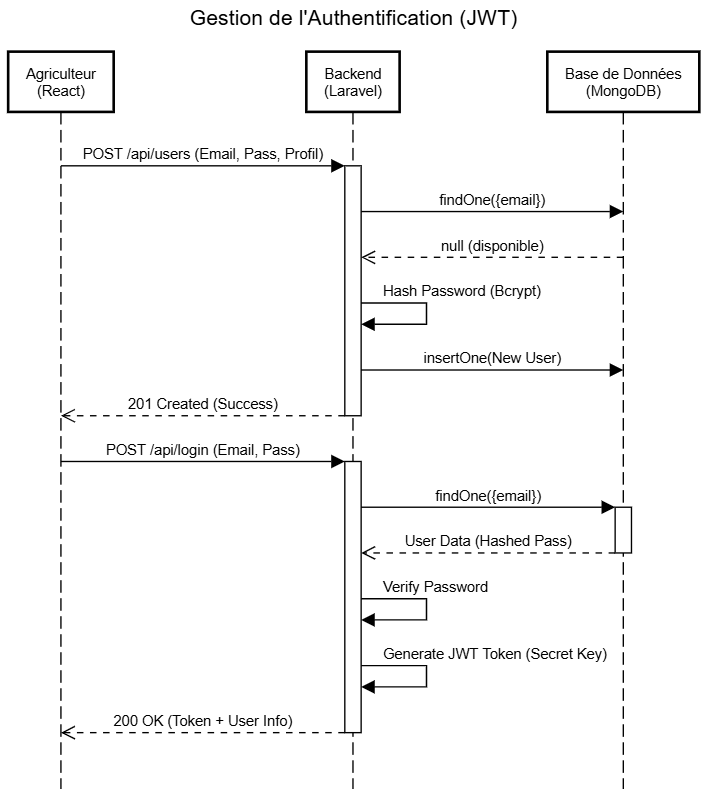 Gestion de l'Authentification (JWT)
Agriculteur
(React)
Backend
(Laravel)
Base de Données
(MongoDB)
POST /api/users (Email, Pass, Profil)
findOne({email})
null (disponible)
Hash Password (Bcrypt)
insertOne(New User)
201 Created (Success)
POST /api/login (Email, Pass)
findOne({email})
User Data (Hashed Pass)
Verify Password
Generate JWT Token (Secret Key)
200 OK (Token + User Info)